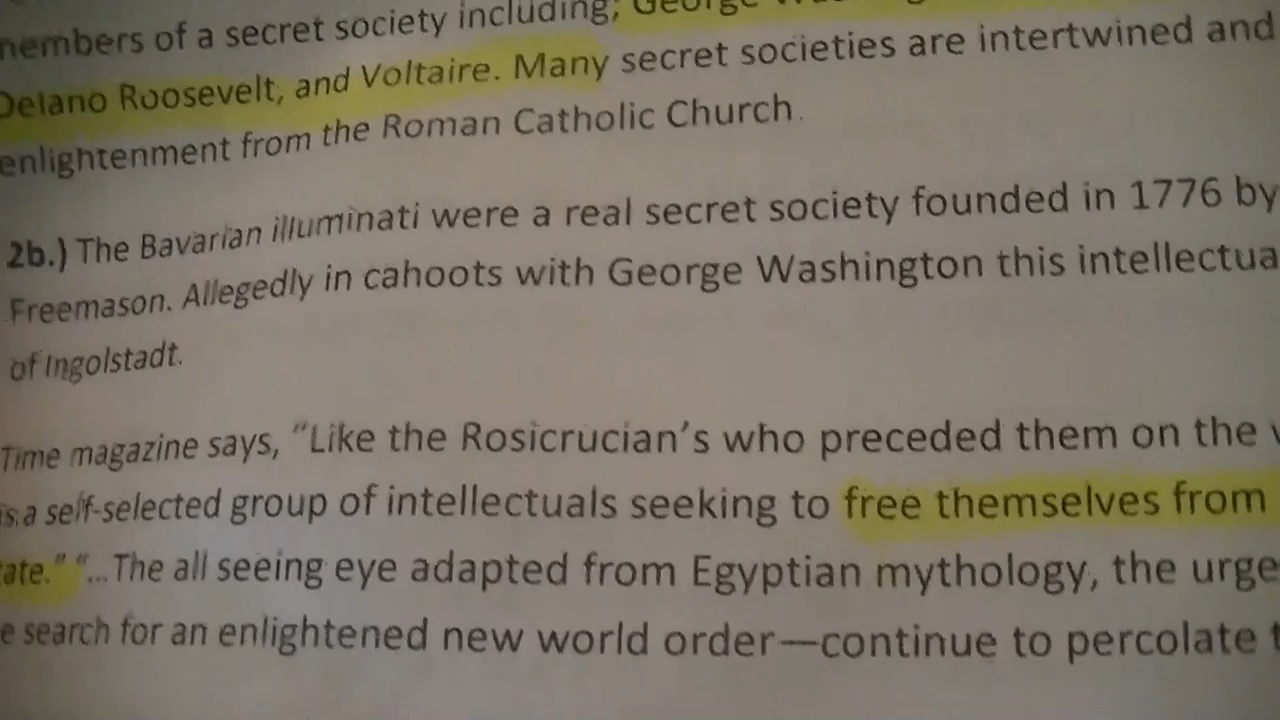 members of a secret society including; George
Delano Roosevelt, and Voltaire. Many secret societies are intertwined and
enlightenment from the Roman Catholic Church.
2b.) The Bavarian illuminati were a real secret society founded in 1776 by
Freemason. Allegedly in cahoots with George Washington this intellectua
of Ingolstadt.
Time magazine says, “Like the Rosicrucian’s who preceded them on the
is a self-selected group of intellectuals seeking to free themselves from
ate.” “...The all seeing eye adapted from Egyptian mythology, the urge
e search for an enlightened new world order—continue to percolate t